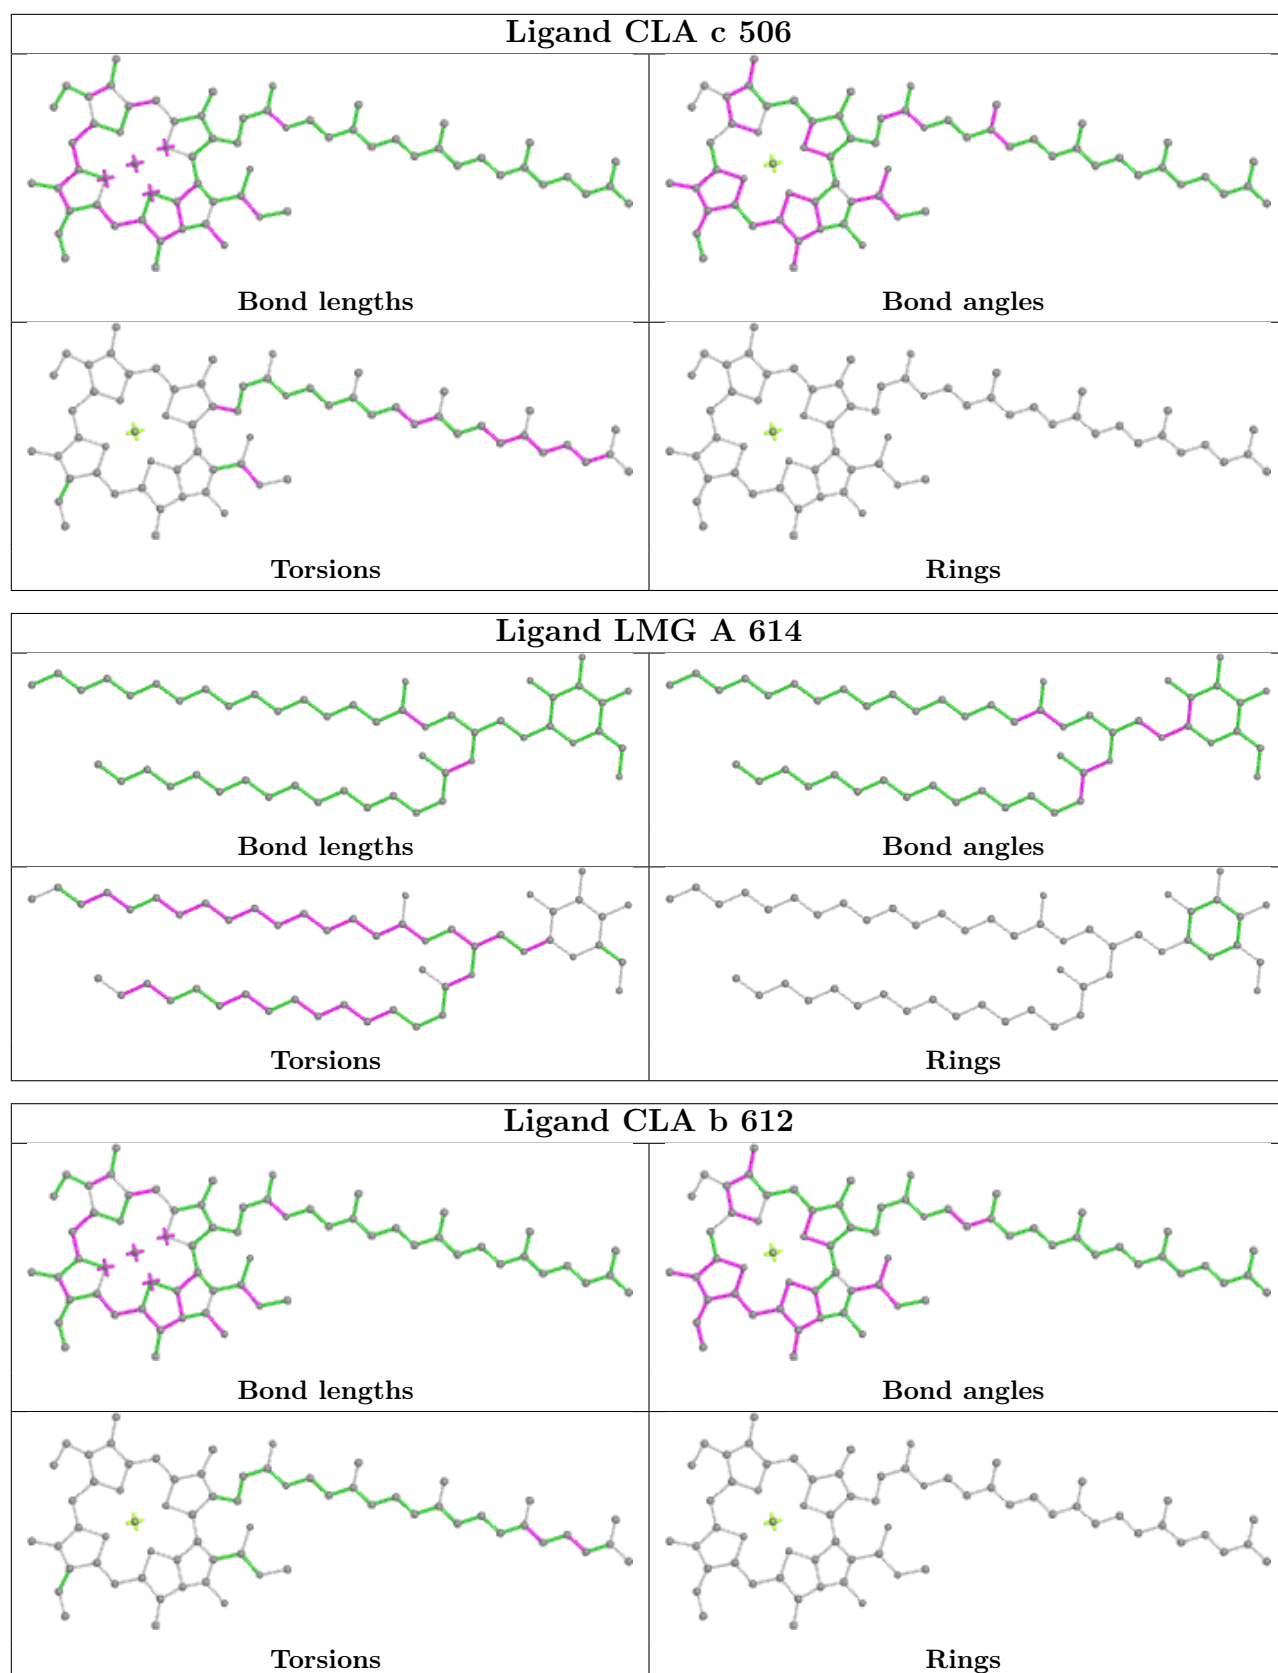 Ligand CLA c 506
Bond lengths
Bond angles
Torsions
Rings
Ligand LMG A 614
Bond lengths
Bond angles
Torsions
Rings
Ligand CLA b 612
Bond lengths
Bond angles
Torsions
Rings